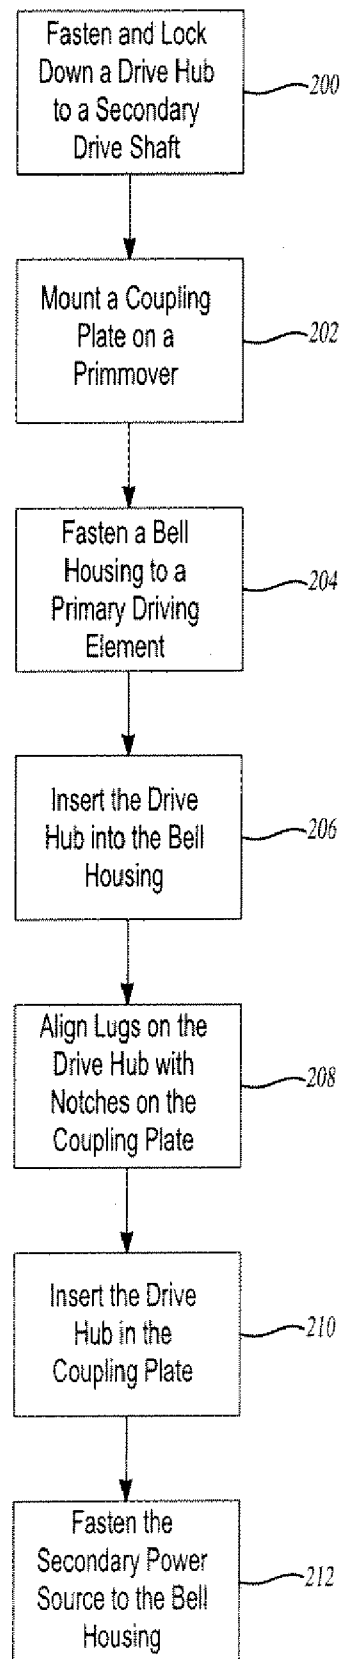 Fasten and Lock
Down a Drive Hub
to a Secondary
Drive Shaft
200
Mount a Coupling
Plate on a
Primmover
202
Fasten a Bell
Housing to a
Primary Driving
Element
204
Insert the Drive
Hub into the Bell
Housing
206
Align Lugs on the
Drive Hub with
Notches on the
Coupling Plate
208
Insert the Drive
Hub in the
Coupling Plate
210
Fasten the
Secondary Power
Source to the Bell
Housing
212